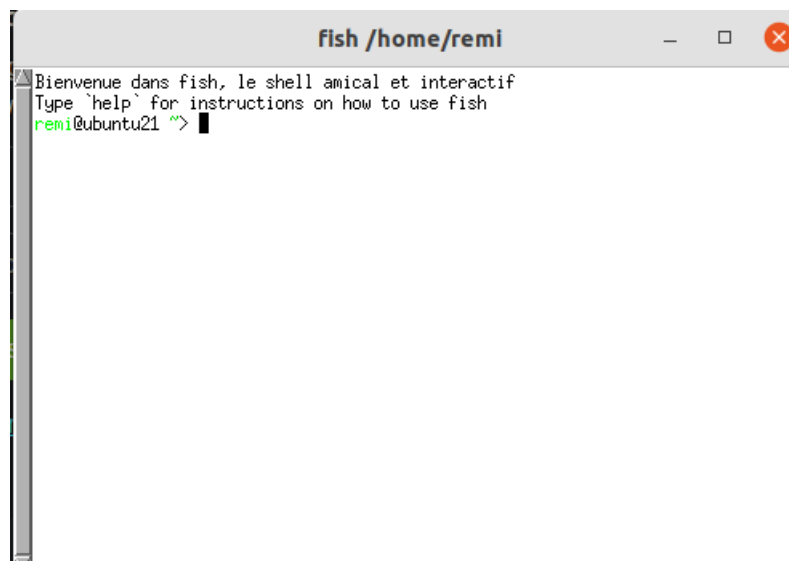 fish /home/remi
Bienvenue dans fish, le shell amical et interactif
Type `help` for instructions on how to use fish
remi@ubuntu21 ~>